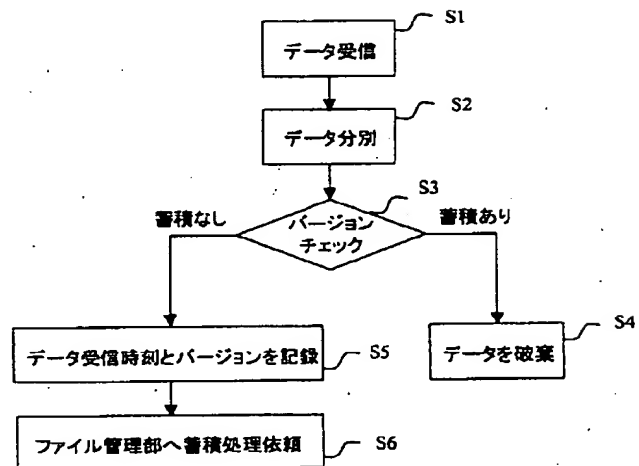 S1
データ受信
S2
データ分別
S3
バージョン
チェック
蓄積なし
蓄積あり
S4
データを破棄
データ受信時刻とバージョンを記録
S5
ファイル管理部へ蓄積処理依頼
S6